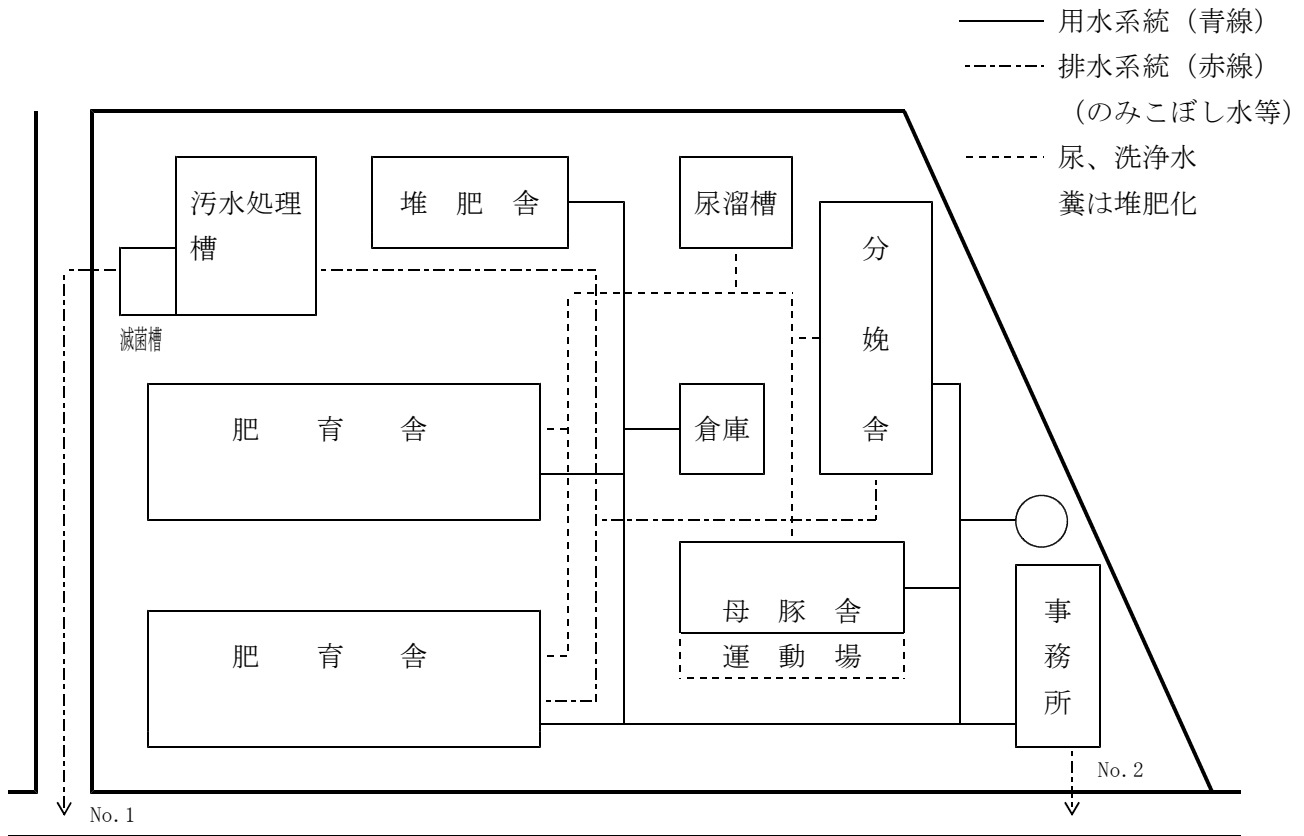 用水系統（青線）
排水系統（赤線）
（のみこぼし水等）
尿、洗浄水
糞は堆肥化
汚水処理
槽
堆肥舎
尿溜槽
分娩舎
滅菌槽
肥育舎
倉庫
肥育舎
母豚舎
運動場
事務所
No.1
No.2